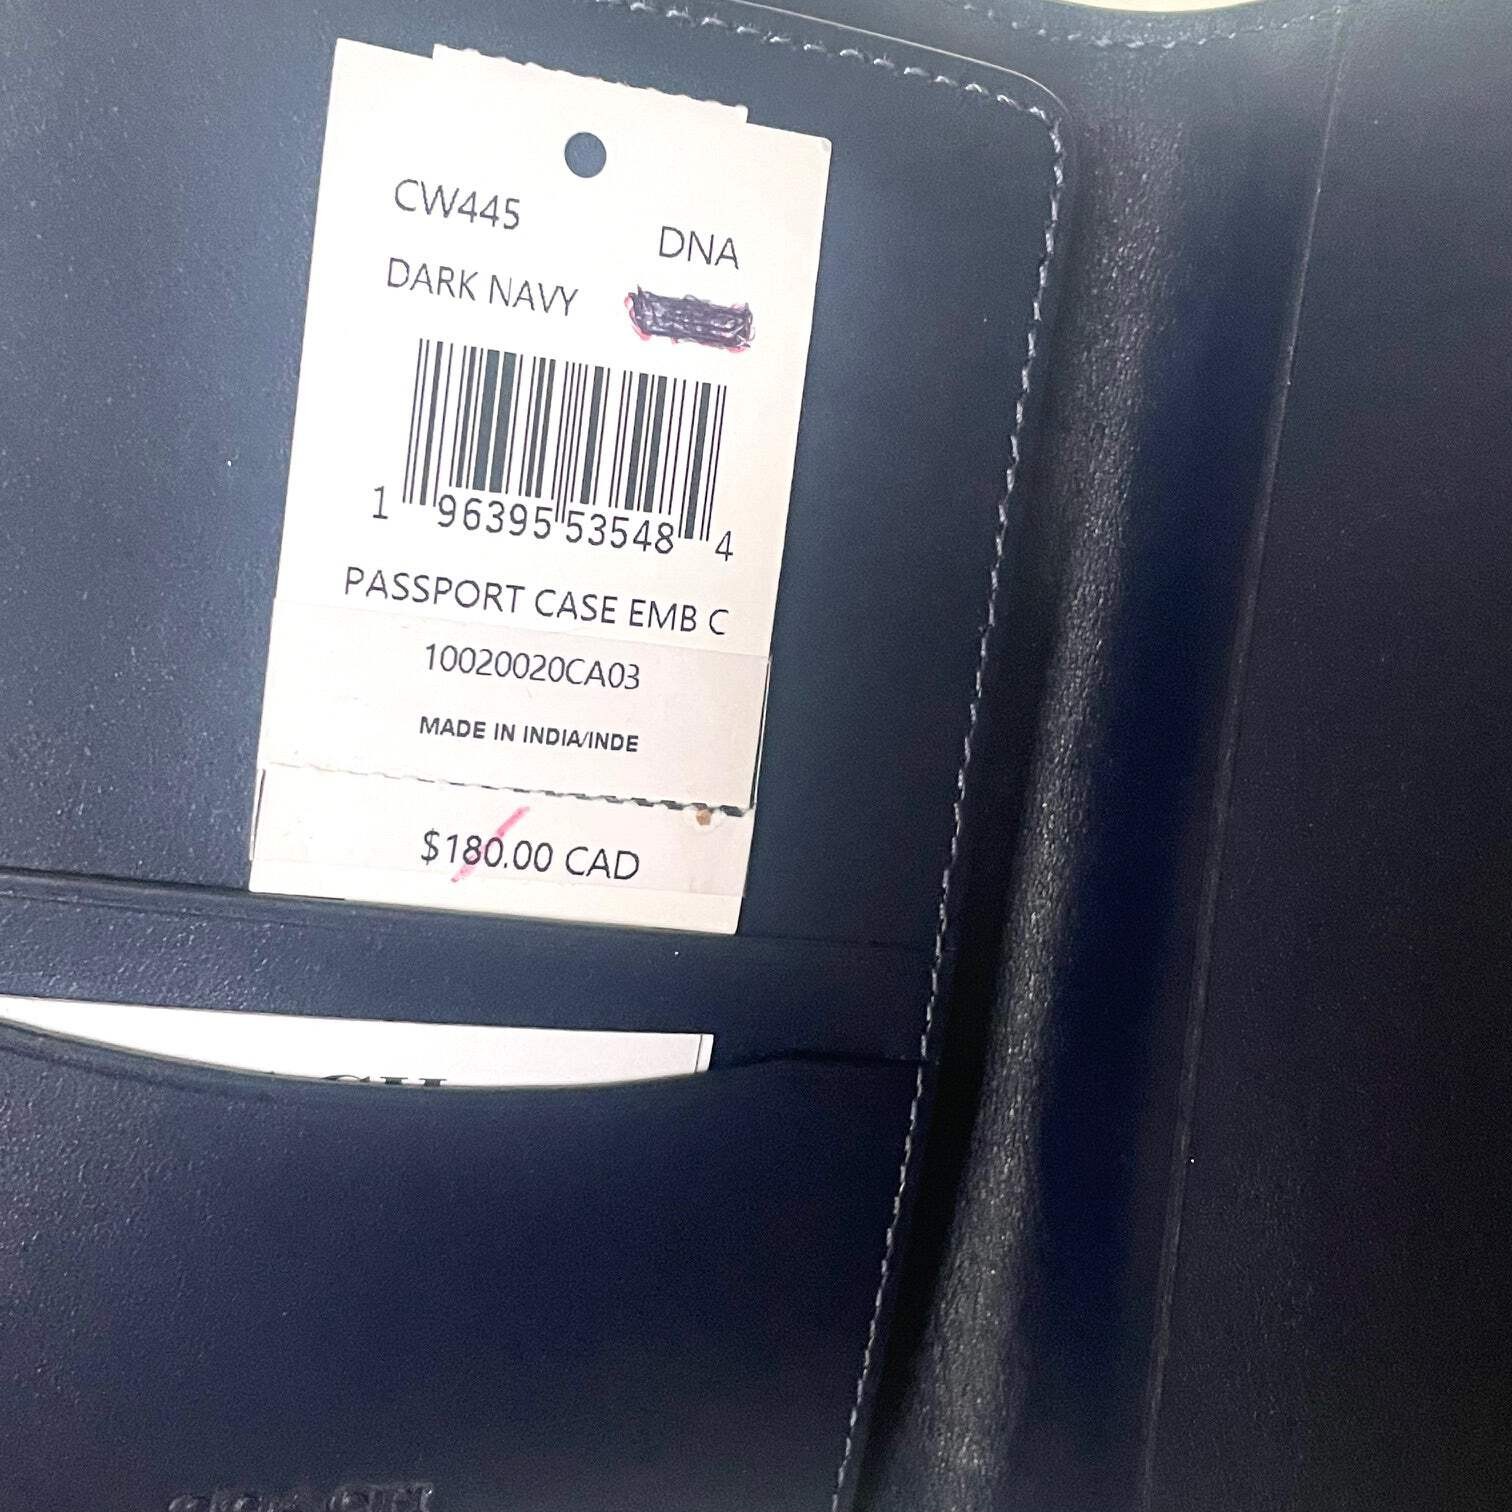 CW445
DNA
DARK NAVY
1 96395 53548 4
PASSPORT CASE EMB C
10020020CA03
MADE IN INDIA/INDE
$180.00 CAD